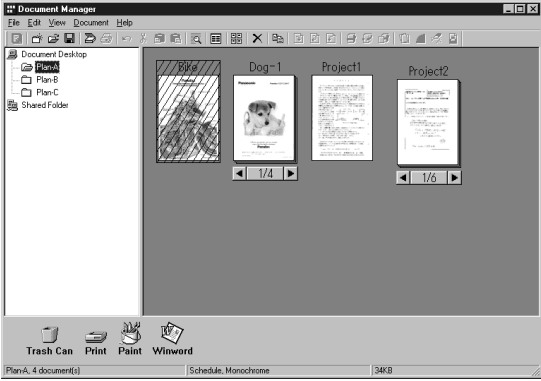 Document Manager
File Edit View Document Help
Document Desktop
Plan-A
Plan-B
Plan-C
Shared Folder
Bike
Dog-1
Project1
Project2
Panasonic
1/4
1/6
Trash Can
Print
Paint
Winword
Plan-A, 4 document(s)
Schedule, Monochrome
34KB